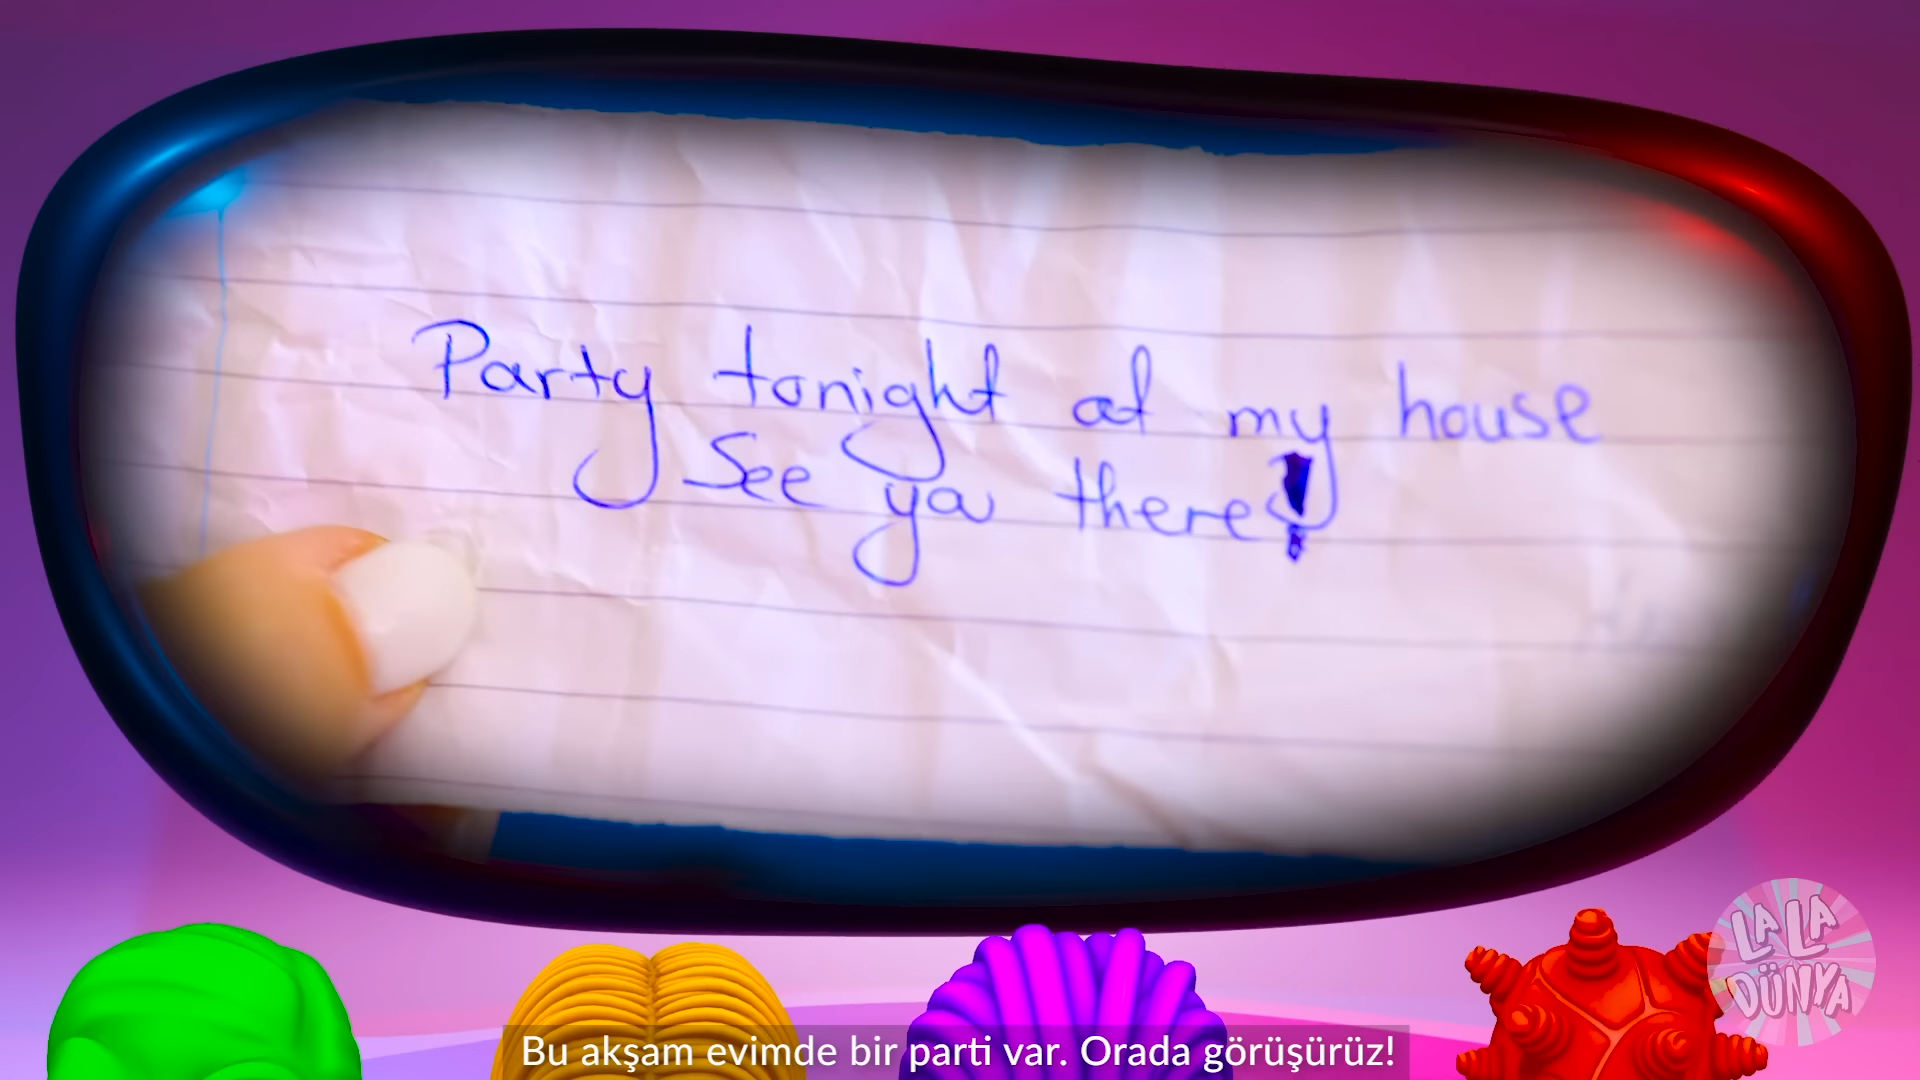 Party tonight at my house
See ya there!
LA LA
DÜNYA
Bu akşam evimde bir parti var. Orada görüşürüz!